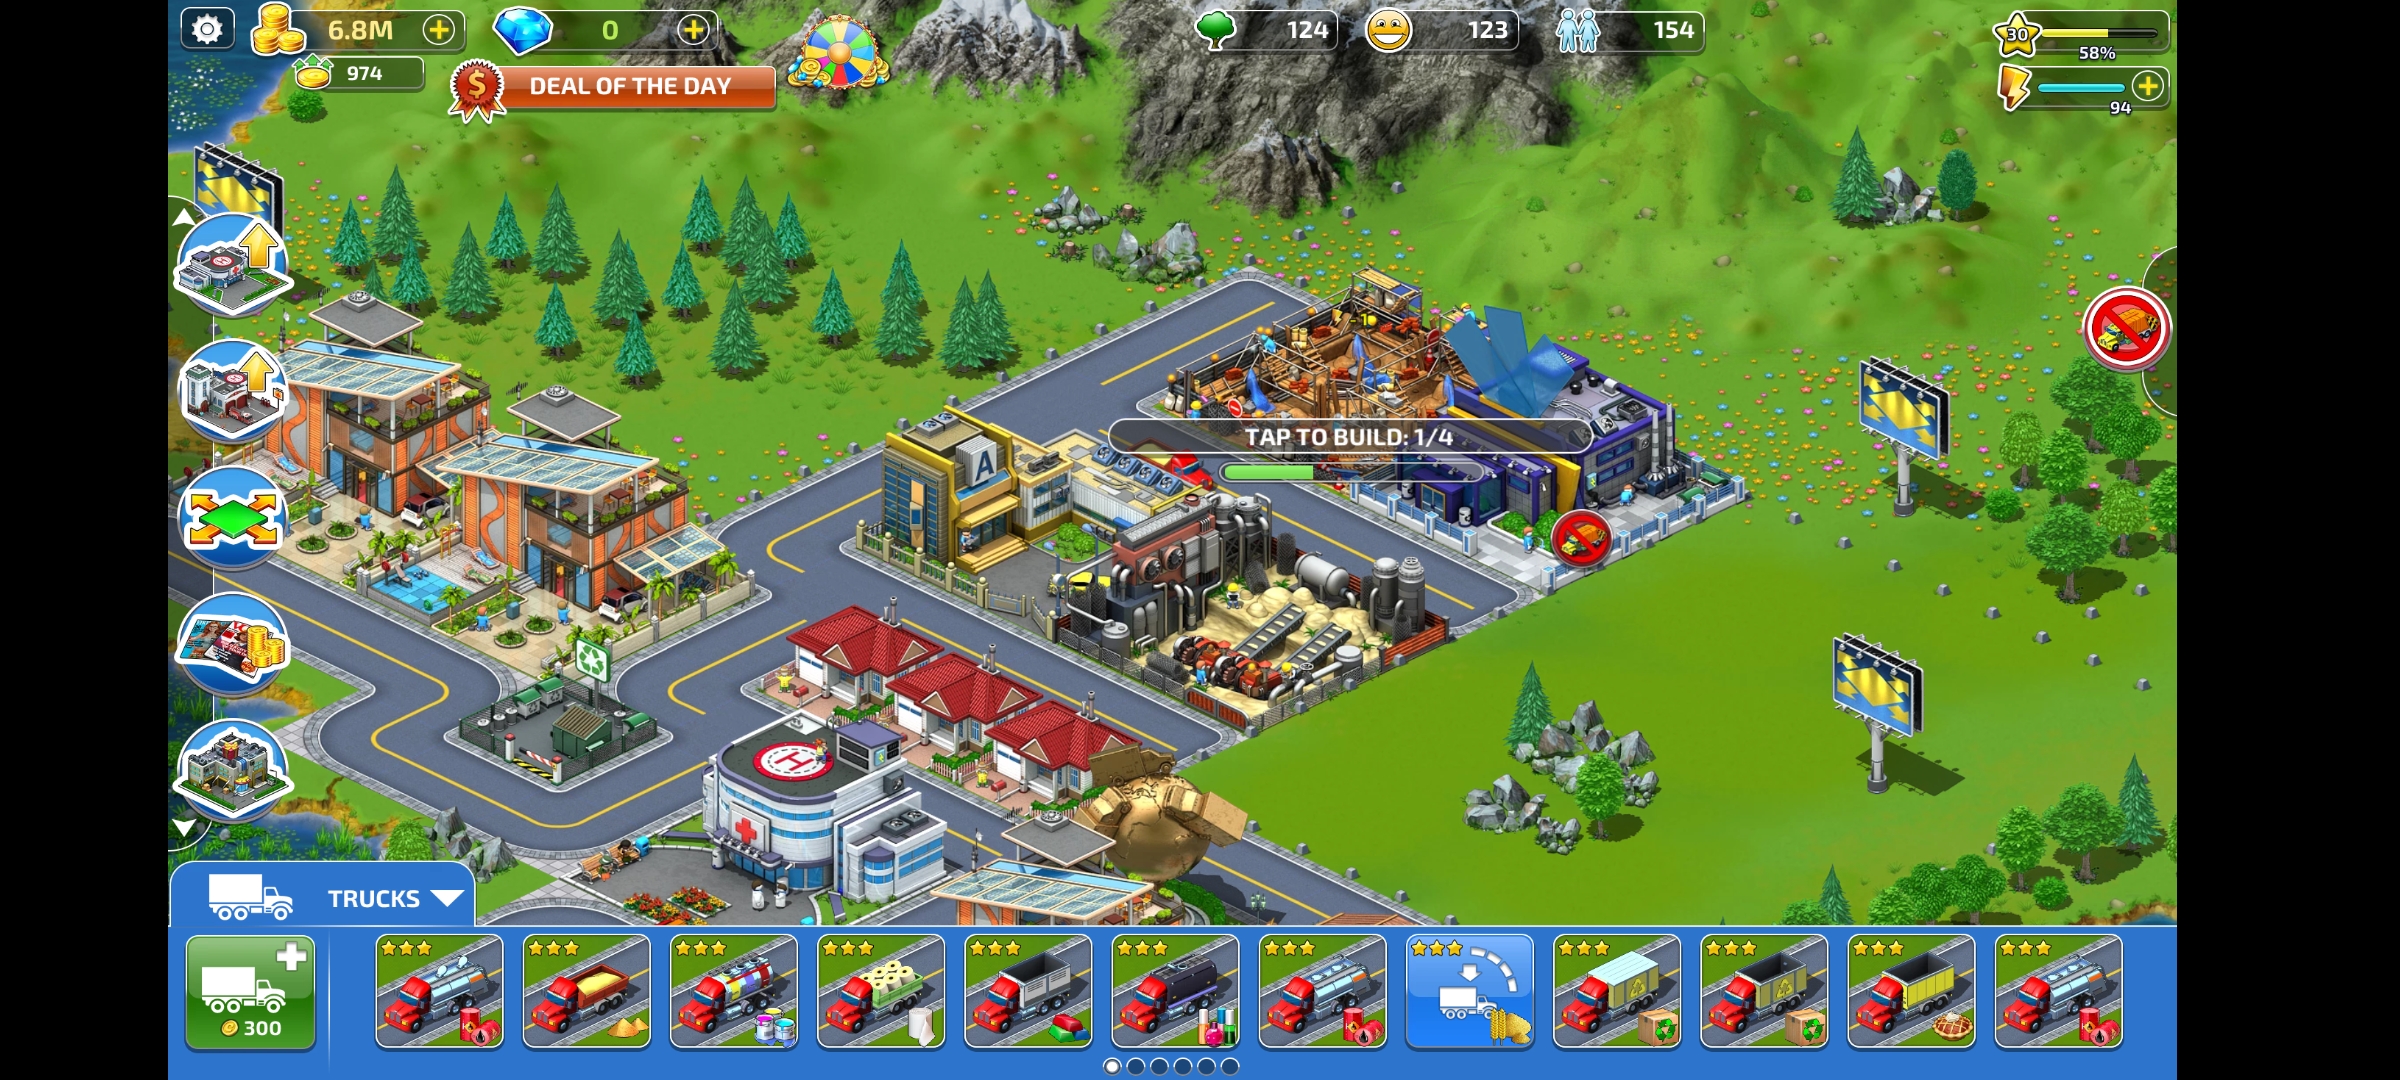 6.8M
0
124
123
154
30
58%
974
DEAL OF THE DAY
94
A
TAP TO BUILD: 1/4
H
TRUCKS
300